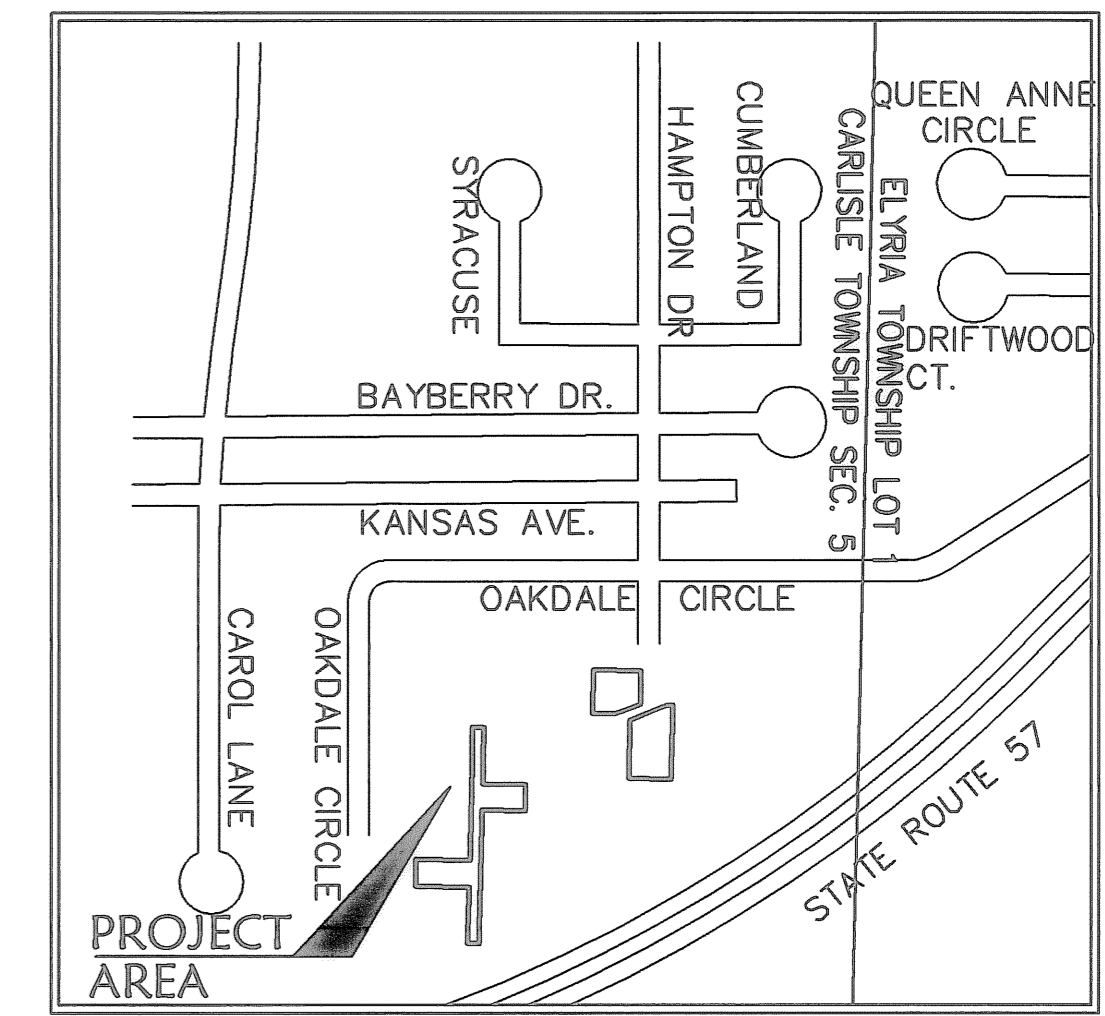 QUEEN ANNE
CIRCLE
CUMBERLAND
HAMPTON DR
SYRACUSE
CARLISLE TOWNSHIP SEC. 5
ELYRIA TOWNSHIP LOT 1
DRIFTWOOD
CT.
BAYBERRY DR.
KANSAS AVE.
OAKDALE CIRCLE
CAROL LANE
OAKDALE CIRCLE
STATE ROUTE 57
PROJECT
AREA